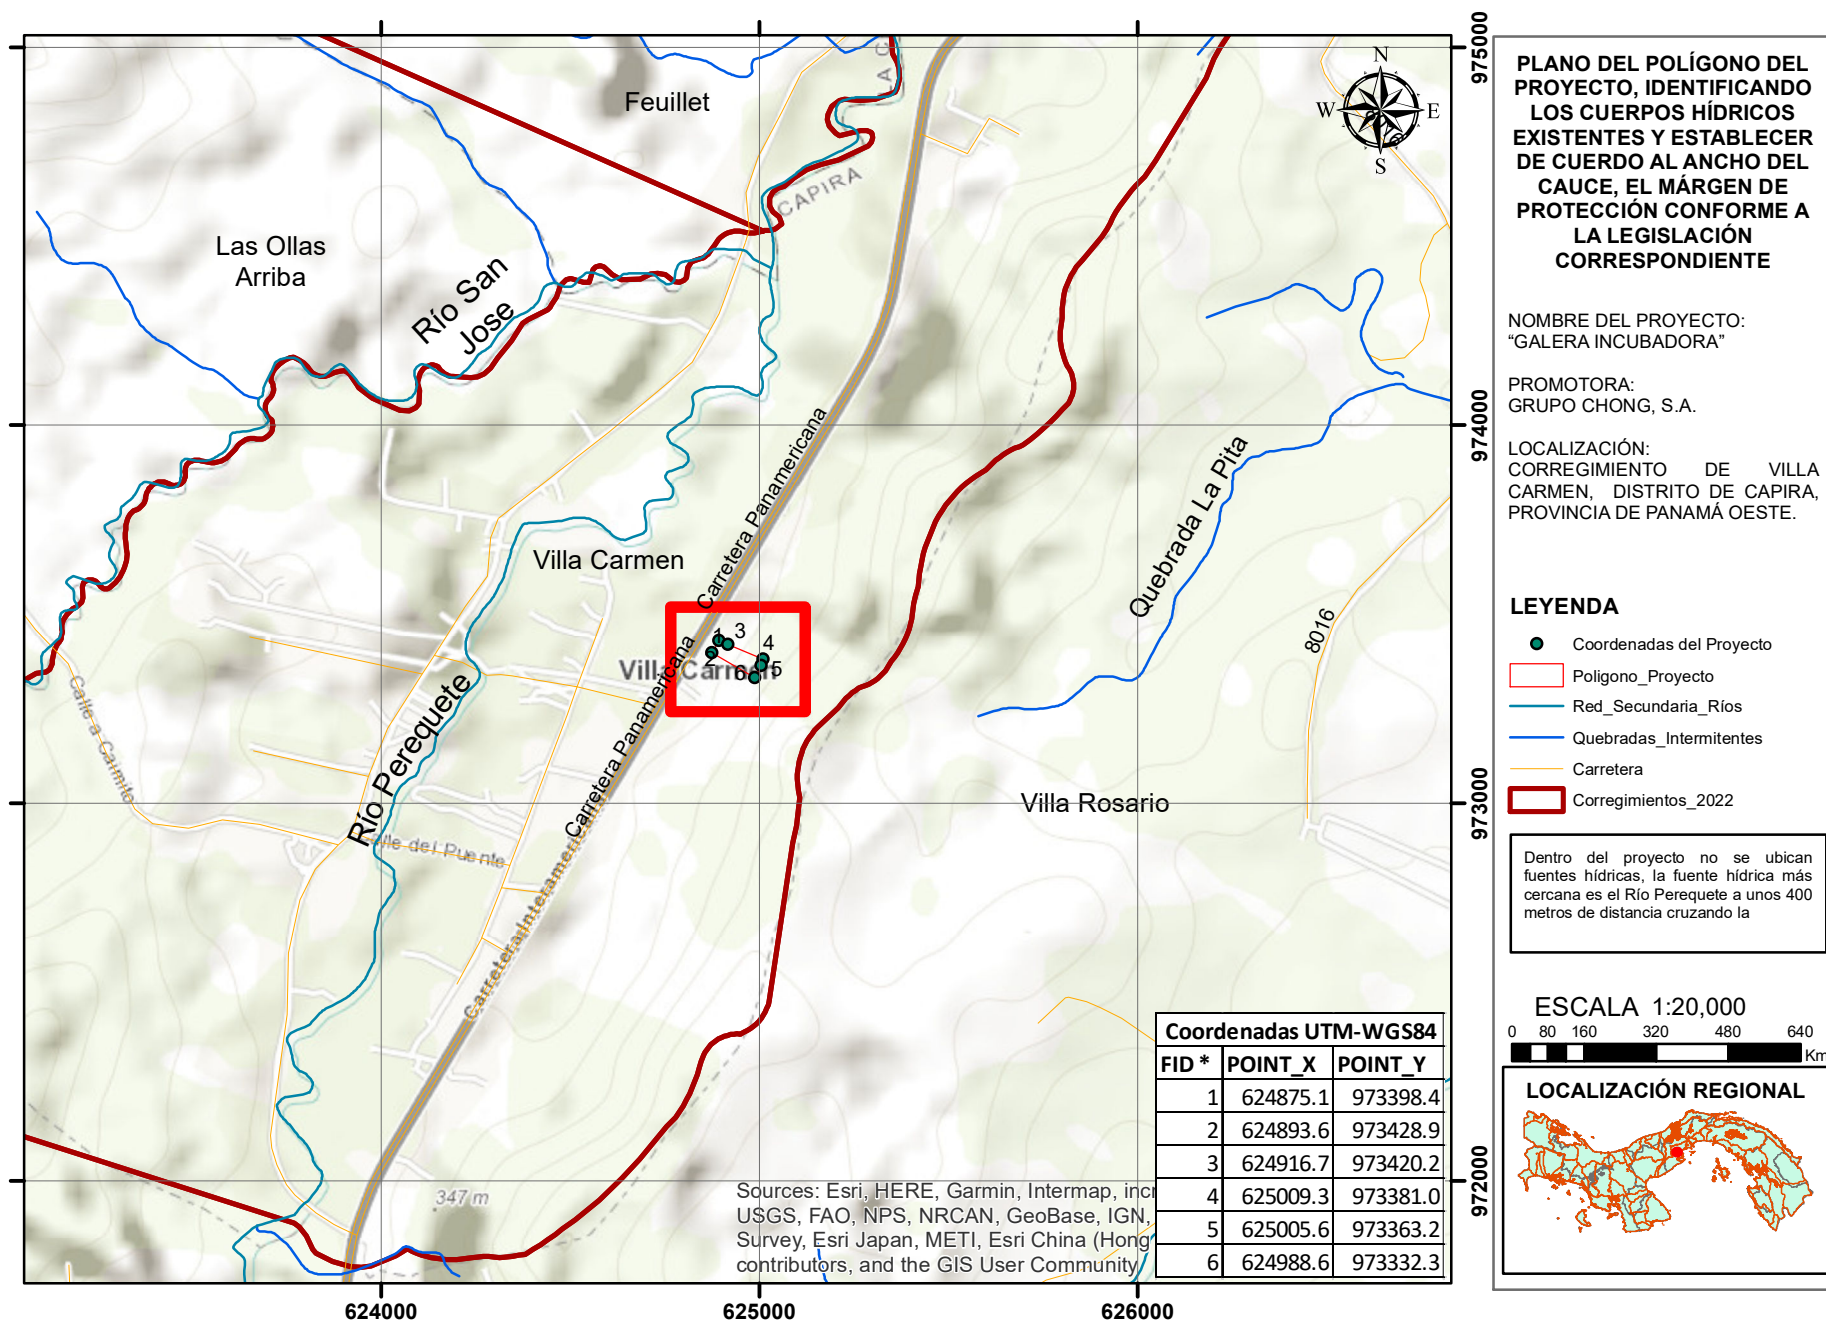 Feuillet
Las Ollas
Arriba
Río San
Jose
CAPIRA
LA C
Villa Carmen
Carretera Panamericana
Carretera Panamericana
Villa Carmen
1
2
3
4
5
6
Río Perequete
Quebrada La Pita
8016
Villa Rosario
Calle a Caimito
lle del Puente
Carretera Interameric
347 m
Sources: Esri, HERE, Garmin, Intermap, incr
USGS, FAO, NPS, NRCAN, GeoBase, IGN,
Survey, Esri Japan, METI, Esri China (Hong
contributors, and the GIS User Community
N
W
E
S
975000
974000
973000
972000
624000
625000
626000
Coordenadas UTM-WGS84
FID * POINT_X POINT_Y
1 624875.1 973398.4
2 624893.6 973428.9
3 624916.7 973420.2
4 625009.3 973381.0
5 625005.6 973363.2
6 624988.6 973332.3
PLANO DEL POLÍGONO DEL
PROYECTO, IDENTIFICANDO
LOS CUERPOS HÍDRICOS
EXISTENTES Y ESTABLECER
DE CUERDO AL ANCHO DEL
CAUCE, EL MÁRGEN DE
PROTECCIÓN CONFORME A
LA LEGISLACIÓN
CORRESPONDIENTE
NOMBRE DEL PROYECTO:
“GALERA INCUBADORA”
PROMOTORA:
GRUPO CHONG, S.A.
LOCALIZACIÓN:
CORREGIMIENTO DE VILLA
CARMEN, DISTRITO DE CAPIRA,
PROVINCIA DE PANAMÁ OESTE.
LEYENDA
Coordenadas del Proyecto
Poligono_Proyecto
Red_Secundaria_Ríos
Quebradas_Intermitentes
Carretera
Corregimientos_2022
Dentro del proyecto no se ubican
fuentes hídricas, la fuente hídrica más
cercana es el Río Perequete a unos 400
metros de distancia cruzando la
ESCALA 1:20,000
0 80 160 320 480 640
Km
LOCALIZACIÓN REGIONAL